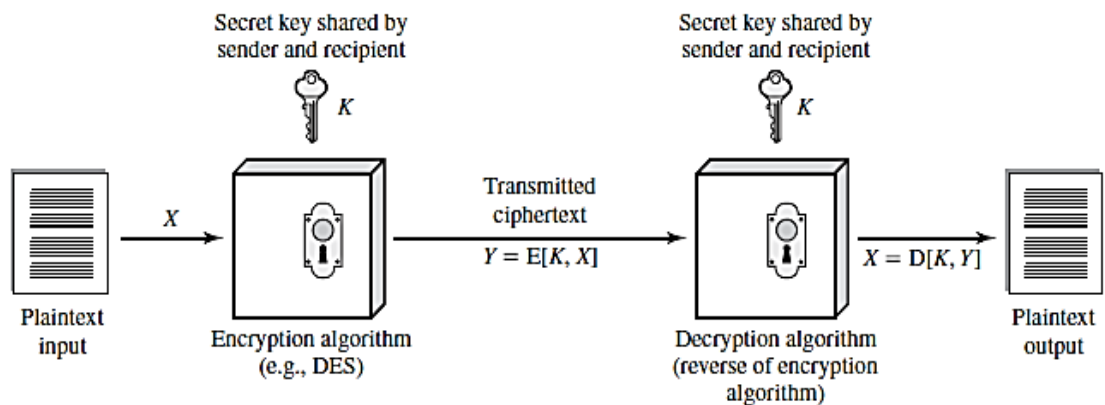 Secret key shared by
sender and recipient
K
Secret key shared by
sender and recipient
K
X
Transmitted
ciphertext
Y = E[K, X]
X = D[K, Y]
Plaintext
input
Encryption algorithm
(e.g., DES)
Decryption algorithm
(reverse of encryption
algorithm)
Plaintext
output